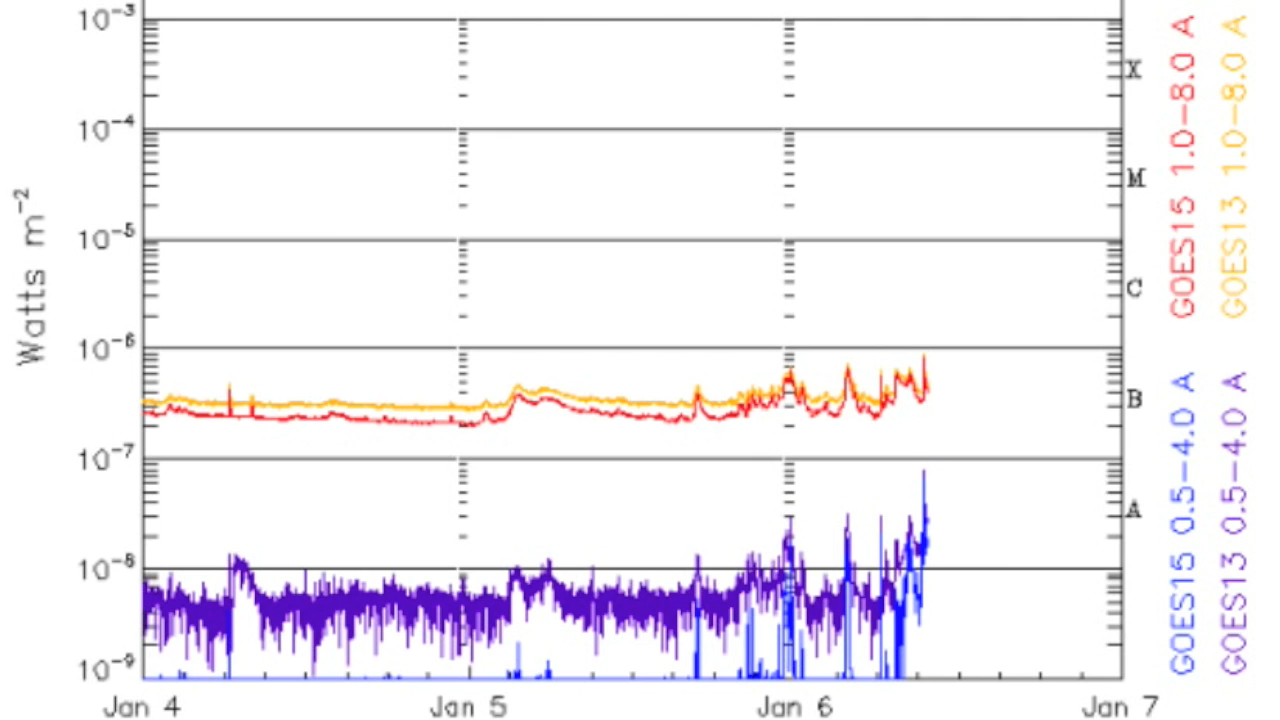 10⁻³
10⁻⁴
10⁻⁵
10⁻⁶
10⁻⁷
10⁻⁸
10⁻⁹
Watts m⁻²
X
M
C
B
A
Jan 4
Jan 5
Jan 6
Jan 7
GOES15 0.5–4.0 A
GOES15 1.0–8.0 A
GOES13 0.5–4.0 A
GOES13 1.0–8.0 A